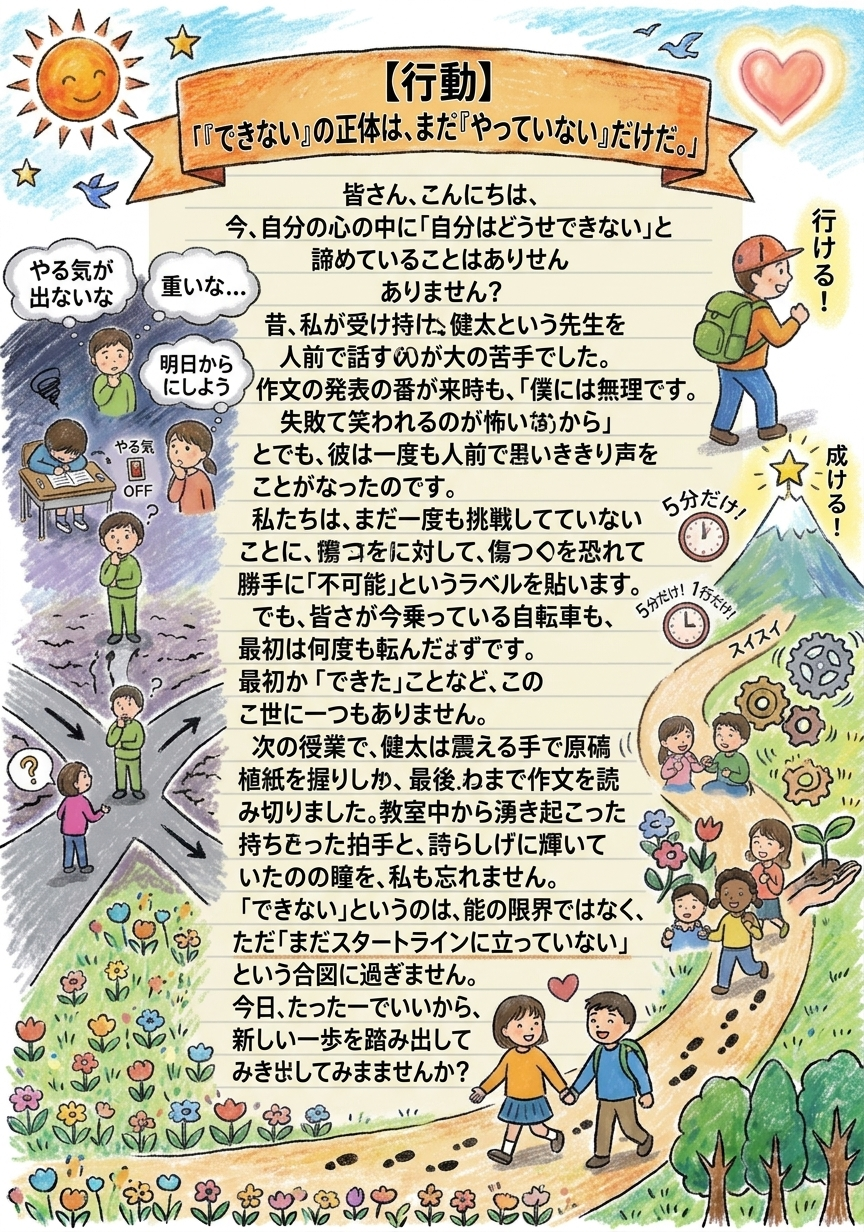 【行動】
「『できない』の正体は、まだ『やっていない』だけだ。」
皆さん、こんにちは、
今、自分の心の中に「自分はどうせできない」と
諦めていることはありせん
ありません?
昔、私が受け持け、健太という先生を
人前で話すのが大の苦手でした。
作文の発表の番が来時も、「僕には無理です。
失敗て笑われるのが怖い から」
とでも、彼は一度も人前で思いききり声を
ことがなったのです。
私たちは、まだ一度も挑戦してていない
ことに、 に対して、傷つくを恐れて
勝手に「不可能」というラベルを貼います。
でも、皆さが今乗っている自転車も、
最初は何度も転んだはずです。
最初か「できた」ことなど、この
こ世に一つもありません。
次の授業で、健太は震える手で原稿
植紙を握りしめ、最後 わまで作文を読
み切りました。教室中から湧き起こった
持ち った拍手と、誇らしげに輝いて
いたのの瞳を、私も忘れません。
「できない」というのは、能の限界ではなく、
ただ「まだスタートラインに立っていない」
という合図に過ぎません。
今日、たった一でいいから、
新しい一歩を踏み出して
みき出してみまませんか?
やる気が
出ないな
重いな…
明日から
にしよう
やる気
OFF
?
?
?
行ける!
成ける!
5分だけ!
5分だけ! 1行だけ!
スイスイ